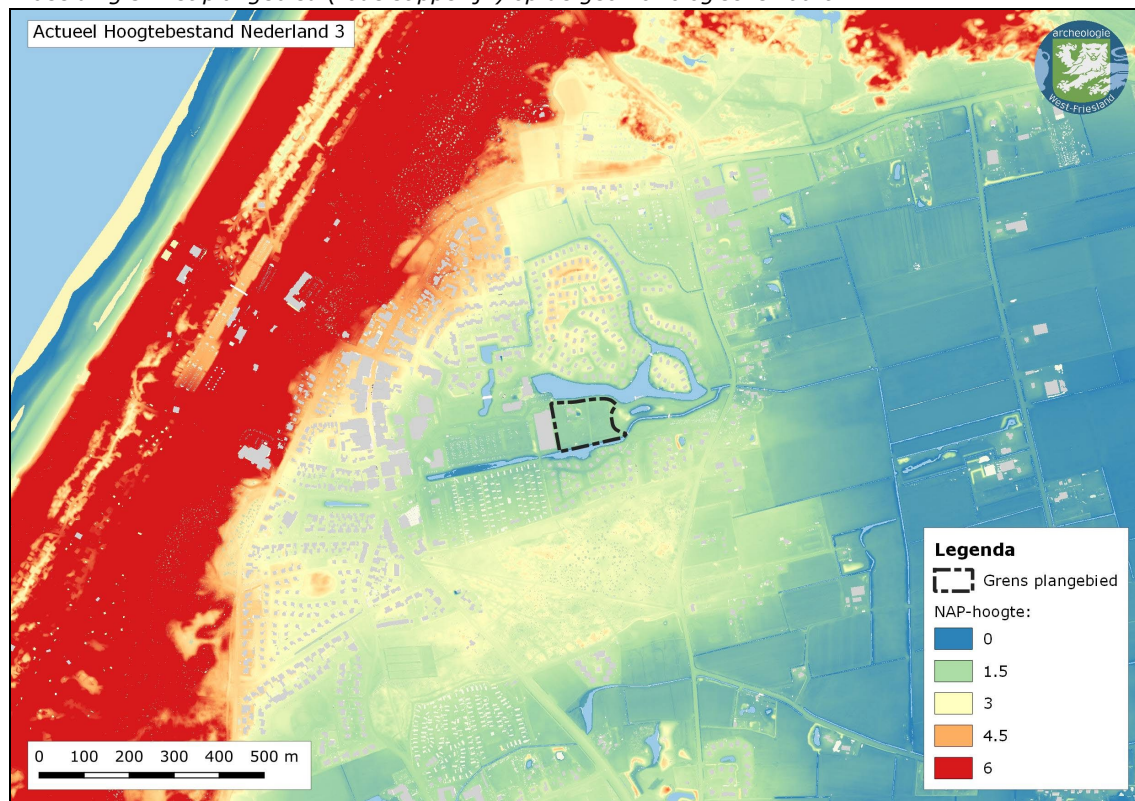 Actueel Hoogtebestand Nederland 3
archeologie
West-Friesland
Legenda
Grens plangebied
NAP-hoogte:
0
1.5
3
4.5
6
0 100 200 300 400 500 m